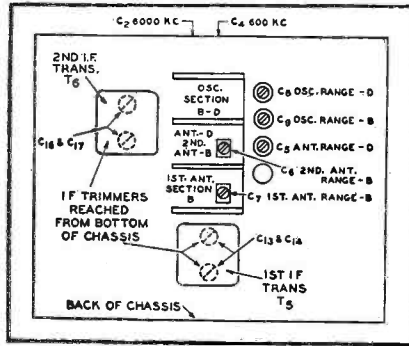 C2 6000 KC
C4 600 KC
2ND I.F.
TRANS.
T6
OSC.
SECTION
B-D
C8 OSC. RANGE-D
C9 OSC. RANGE-B
C16 & C17
ANT.-D
2ND.
ANT-B
C5 ANT. RANGE-D
C6 2ND. ANT.
RANGE-B
1ST. ANT.
SECTION
B
C7 1ST. ANT. RANGE-B
I F TRIMMERS
REACHED
FROM BOTTOM
OF CHASSIS
C13 & C14
1ST I F
TRANS
T5
BACK OF CHASSIS